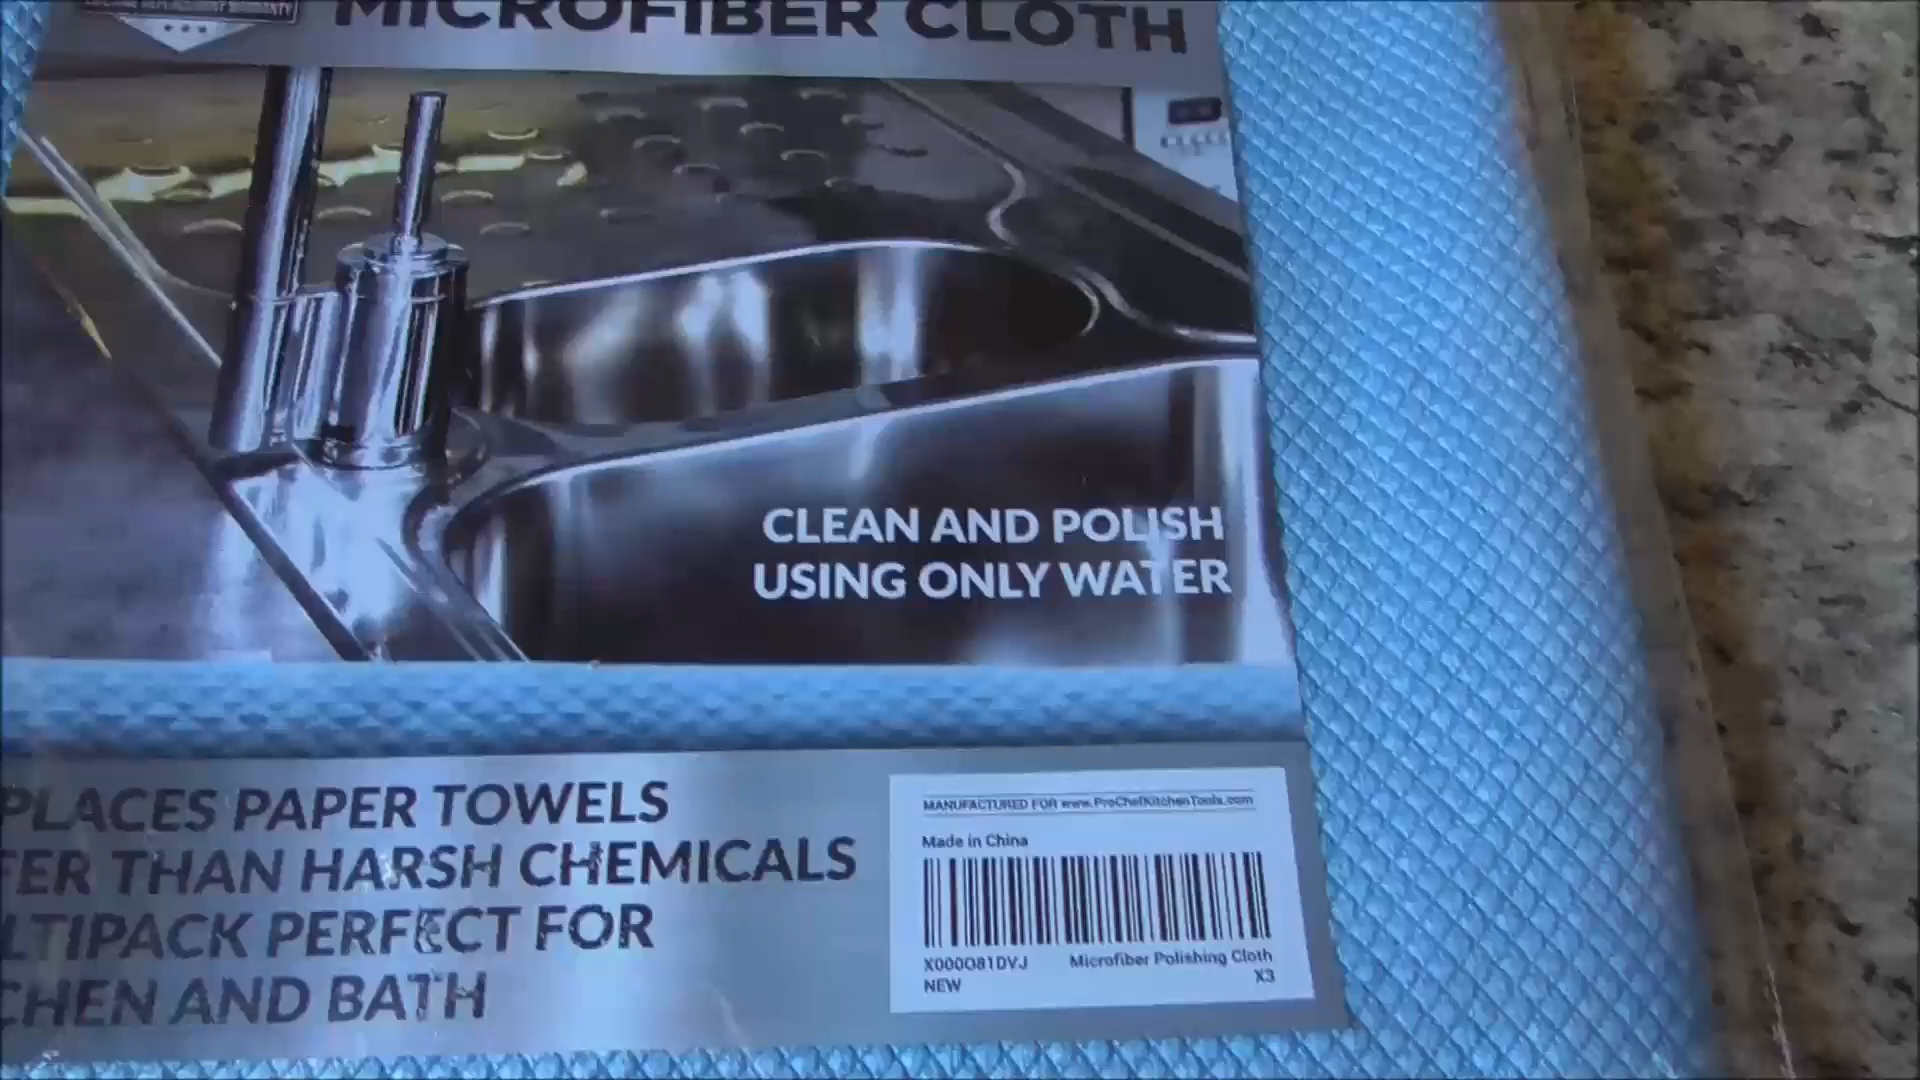 MICROFIBER CLOTH
CLEAN AND POLISH
USING ONLY WATER
PLACES PAPER TOWELS
FER THAN HARSH CHEMICALS
LTIPACK PERFECT FOR
CHEN AND BATH
MANUFACTURED FOR www.ProChefKitchenTools.com
Made in China
X000O81DVJ Microfiber Polishing Cloth
NEW X3